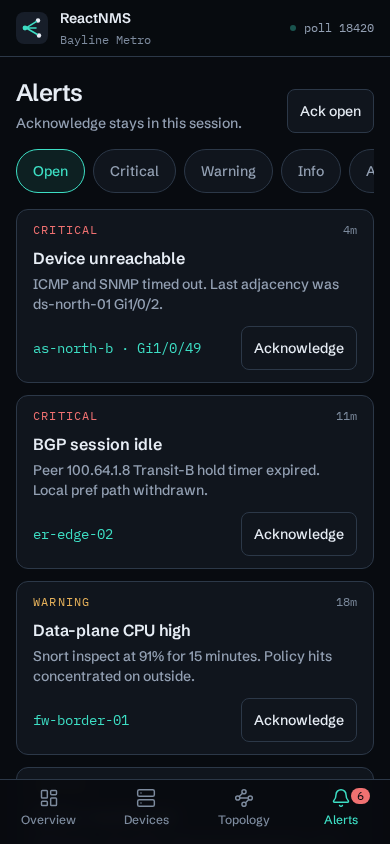 ReactNMS
Bayline Metro
poll 18420
Alerts
Acknowledge stays in this session.
Ack open
Open
Critical
Warning
Info
CRITICAL
4m
Device unreachable
ICMP and SNMP timed out. Last adjacency was
ds-north-01 Gi1/0/2.
as-north-b · Gi1/0/49
Acknowledge
CRITICAL
11m
BGP session idle
Peer 100.64.1.8 Transit-B hold timer expired.
Local pref path withdrawn.
er-edge-02
Acknowledge
WARNING
18m
Data-plane CPU high
Snort inspect at 91% for 15 minutes. Policy hits
concentrated on outside.
fw-border-01
Acknowledge
Overview
Devices
Topology
Alerts
6